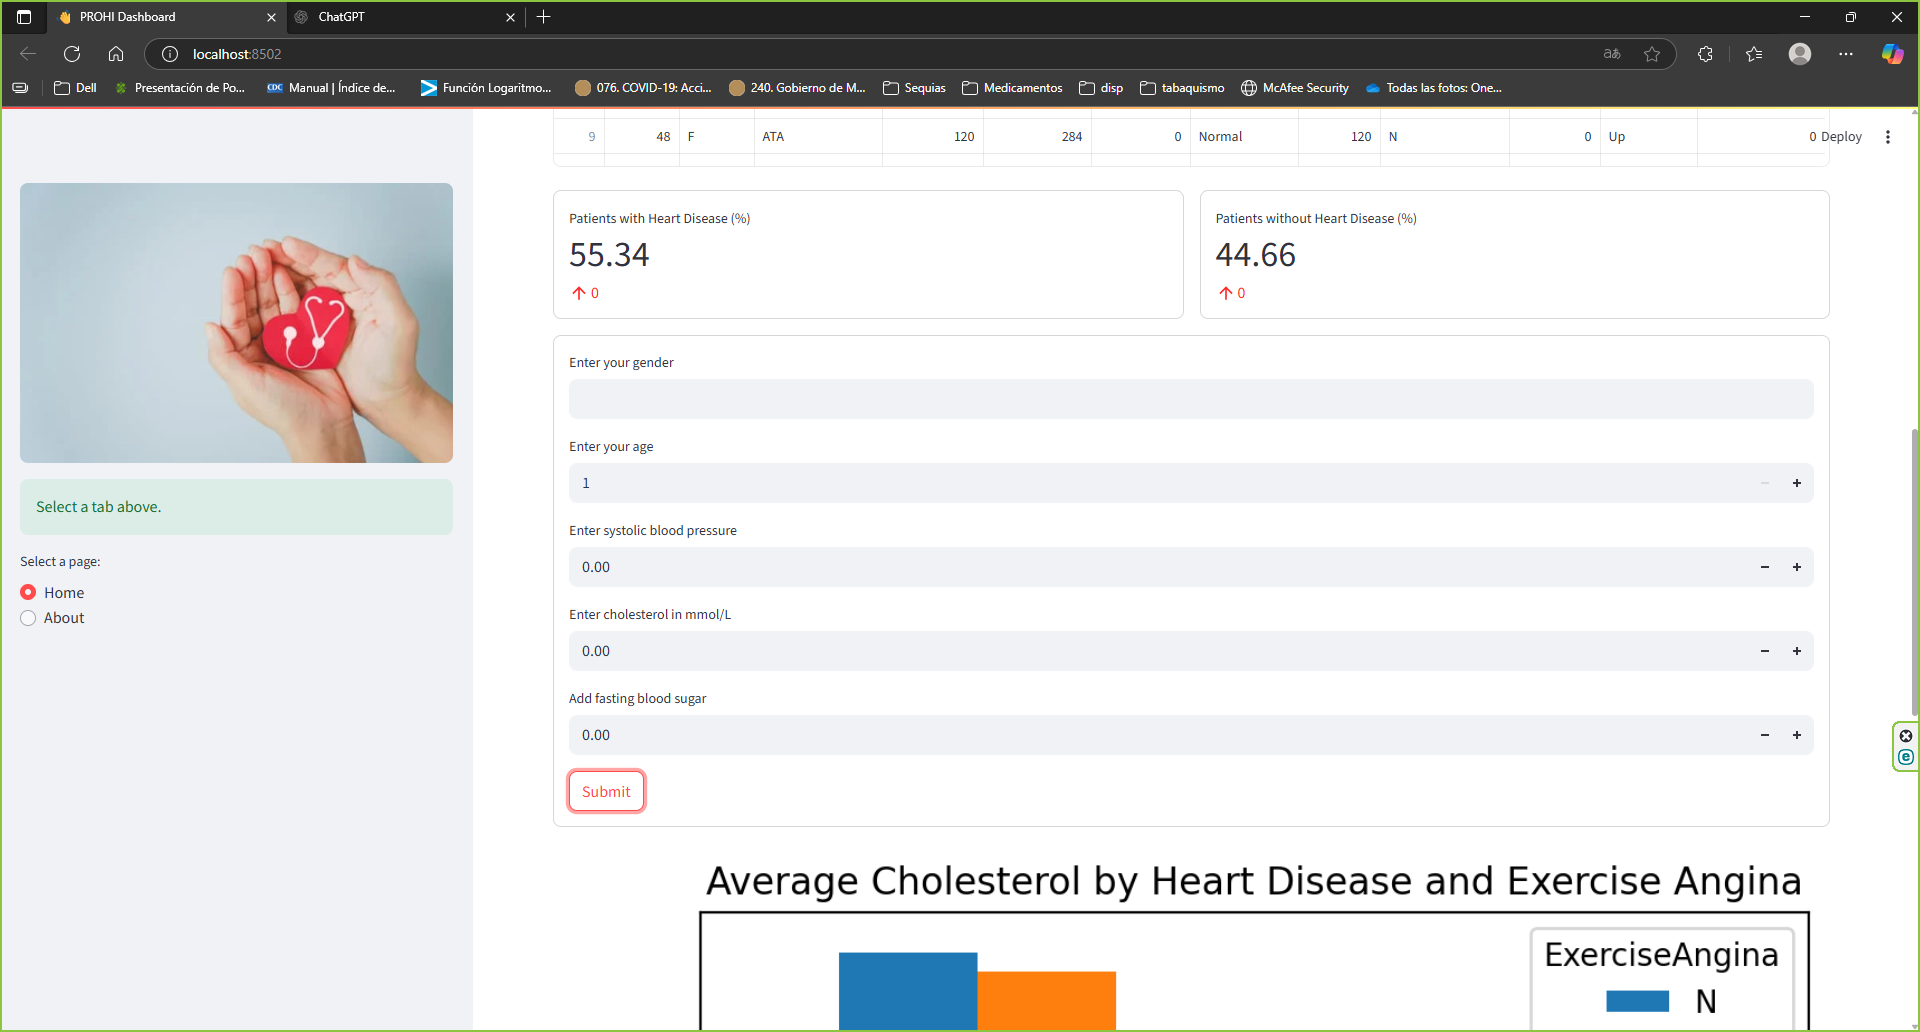 PROHI Dashboard
ChatGPT
localhost:8502
Dell
Presentación de Po...
CDC Manual | Índice de...
Función Logaritmo...
076. COVID-19: Acci...
240. Gobierno de M...
Sequias
Medicamentos
disp
tabaquismo
McAfee Security
Todas las fotos: One...
9 48 F ATA 120 284 0 Normal 120 N 0 Up 0
Deploy
Patients with Heart Disease (%)
55.34
0
Patients without Heart Disease (%)
44.66
0
Select a tab above.
Select a page:
Home
About
Enter your gender
Enter your age
1
Enter systolic blood pressure
0.00
Enter cholesterol in mmol/L
0.00
Add fasting blood sugar
0.00
Submit
Average Cholesterol by Heart Disease and Exercise Angina
ExerciseAngina
N